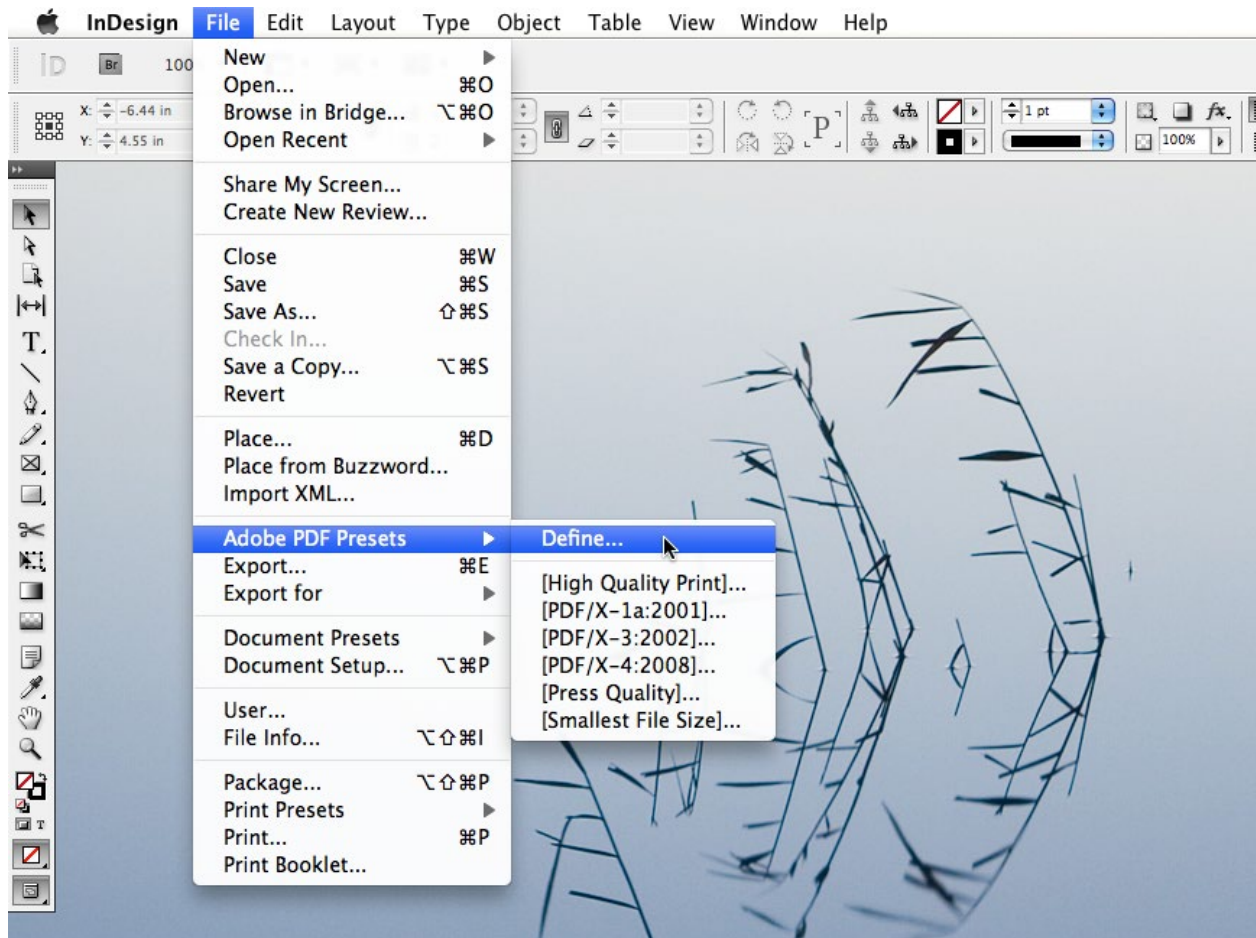 InDesign File Edit Layout Type Object Table View Window Help
ID Br 100
New
Open... ⌘O
Browse in Bridge... ⌥⌘O
Open Recent
X: -6.44 in
Y: 4.55 in
P
1 pt
fx.
100%
Share My Screen...
Create New Review...
Close ⌘W
Save ⌘S
Save As... ⇧⌘S
Check In...
Save a Copy... ⌥⌘S
Revert
Place... ⌘D
Place from Buzzword...
Import XML...
Adobe PDF Presets
Export... ⌘E
Export for
Document Presets
Document Setup... ⌥⌘P
User...
File Info... ⌥⇧⌘I
Package... ⌥⇧⌘P
Print Presets
Print... ⌘P
Print Booklet...
Define...
[High Quality Print]...
[PDF/X-1a:2001]...
[PDF/X-3:2002]...
[PDF/X-4:2008]...
[Press Quality]...
[Smallest File Size]...
T
T